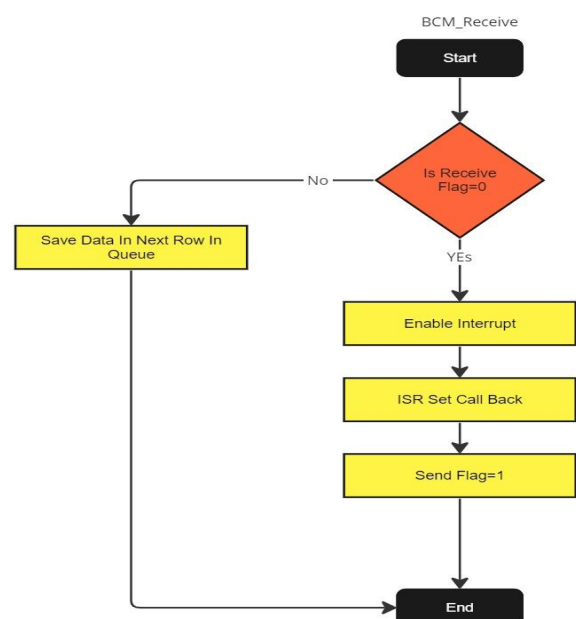 BCM_Receive
Start
Is Receive
Flag=0
No
YEs
Save Data In Next Row In
Queue
Enable Interrupt
ISR Set Call Back
Send Flag=1
End